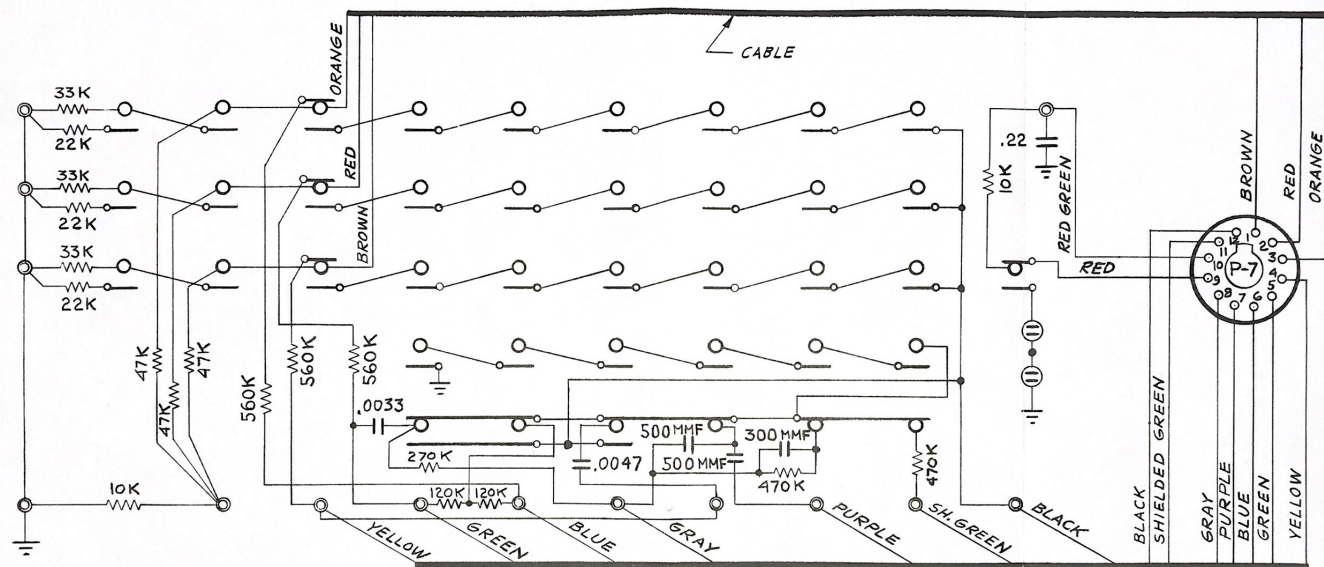 CABLE
ORANGE
33K
22K
RED
33K
22K
BROWN
33K
22K
47K
47K
47K
560K
560K
560K
.0033
270K
120K
120K
.0047
500MMF
500MMF
300MMF
470K
470K
10K
YELLOW
GREEN
BLUE
GRAY
PURPLE
SH.GREEN
BLACK
.22
10K
RED GREEN
RED
BROWN
RED
ORANGE
P-7
1
2
3
4
5
6
7
8
9
10
11
12
BLACK
SHIELDED GREEN
GRAY
PURPLE
BLUE
GREEN
YELLOW